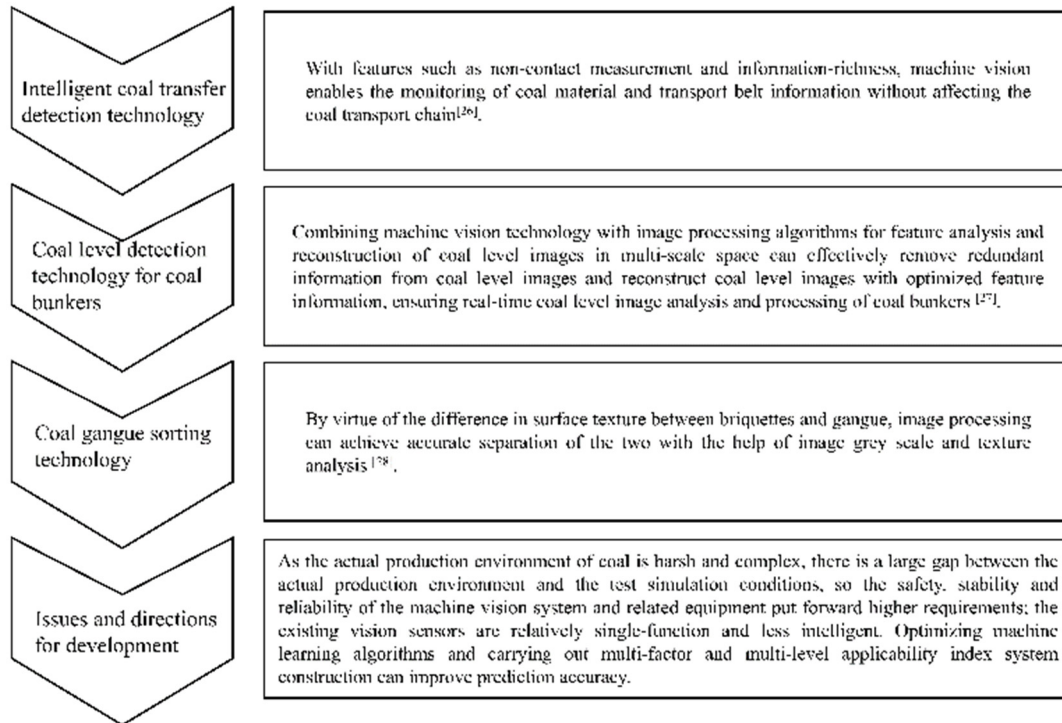 Intelligent coal transfer
detection technology
With features such as non-contact measurement and information-richness, machine vision
enables the monitoring of coal material and transport belt information without affecting the
coal transport chain[26].
Coal level detection
technology for coal
bunkers
Combining machine vision technology with image processing algorithms for feature analysis and
reconstruction of coal level images in multi-scale space can effectively remove redundant
information from coal level images and reconstruct coal level images with optimized feature
information, ensuring real-time coal level image analysis and processing of coal bunkers [27].
Coal gangue sorting
technology
By virtue of the difference in surface texture between briquettes and gangue, image processing
can achieve accurate separation of the two with the help of image grey scale and texture
analysis [28].
Issues and directions
for development
As the actual production environment of coal is harsh and complex, there is a large gap between the
actual production environment and the test simulation conditions, so the safety, stability and
reliability of the machine vision system and related equipment put forward higher requirements; the
existing vision sensors are relatively single-function and less intelligent. Optimizing machine
learning algorithms and carrying out multi-factor and multi-level applicability index system
construction can improve prediction accuracy.